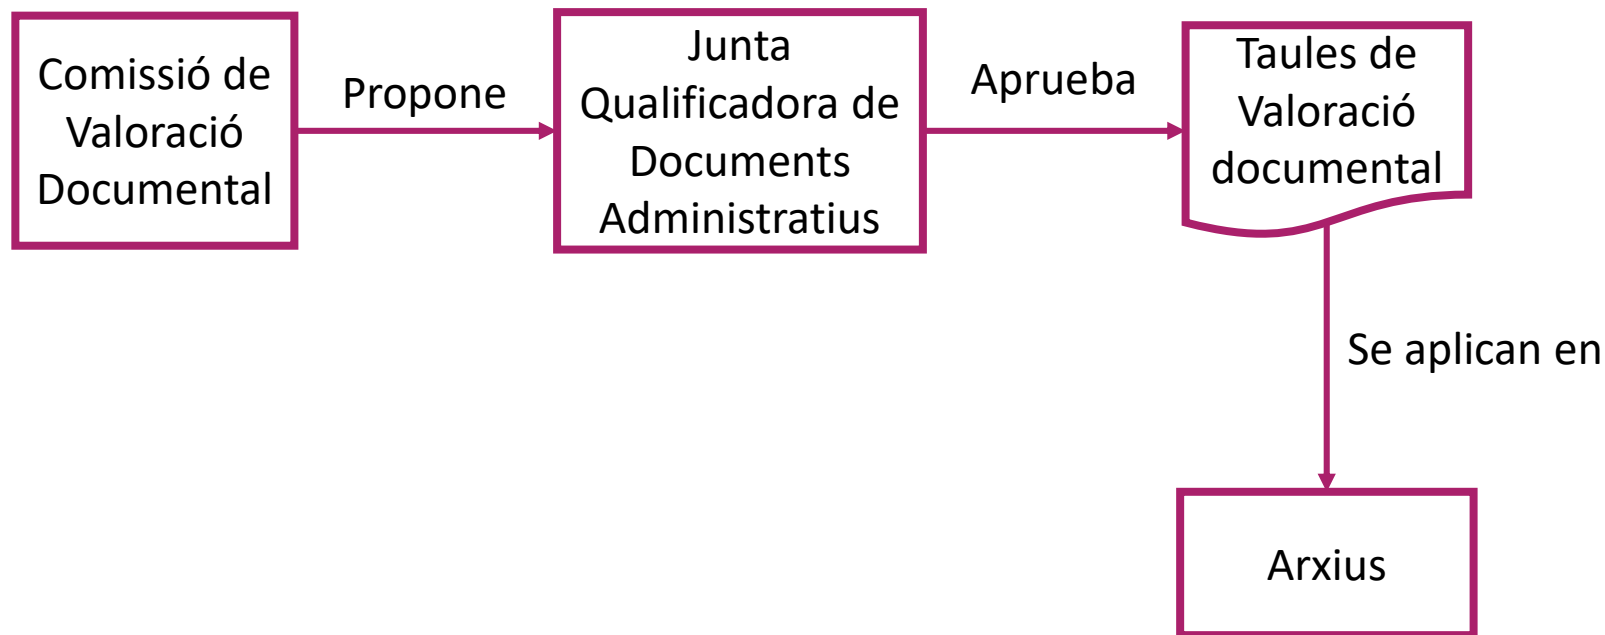 Comissió de
Valoració
Documental
Propone
Junta
Qualificadora de
Documents
Administratius
Aprueba
Taules de
Valoració
documental
Se aplican en
Arxius